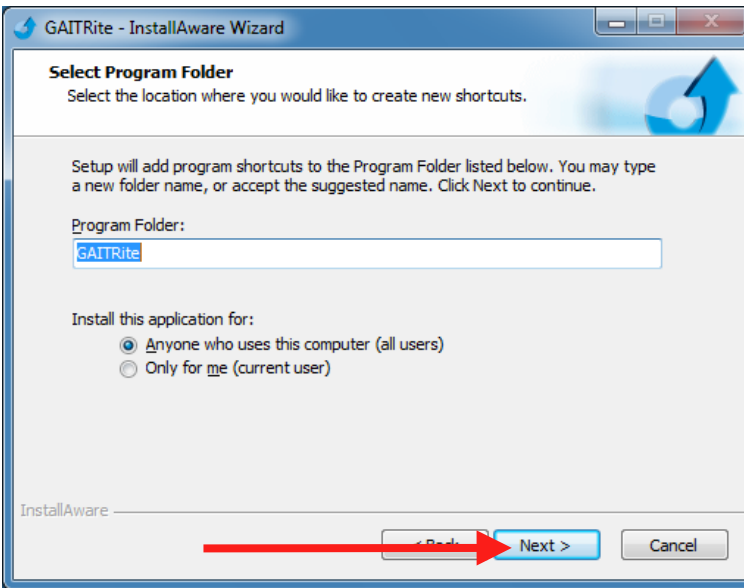 GAITRite - InstallAware Wizard
Select Program Folder
Select the location where you would like to create new shortcuts.
Setup will add program shortcuts to the Program Folder listed below. You may type
a new folder name, or accept the suggested name. Click Next to continue.
Program Folder:
GAITRite
Install this application for:
Anyone who uses this computer (all users)
Only for me (current user)
InstallAware
Next > Cancel